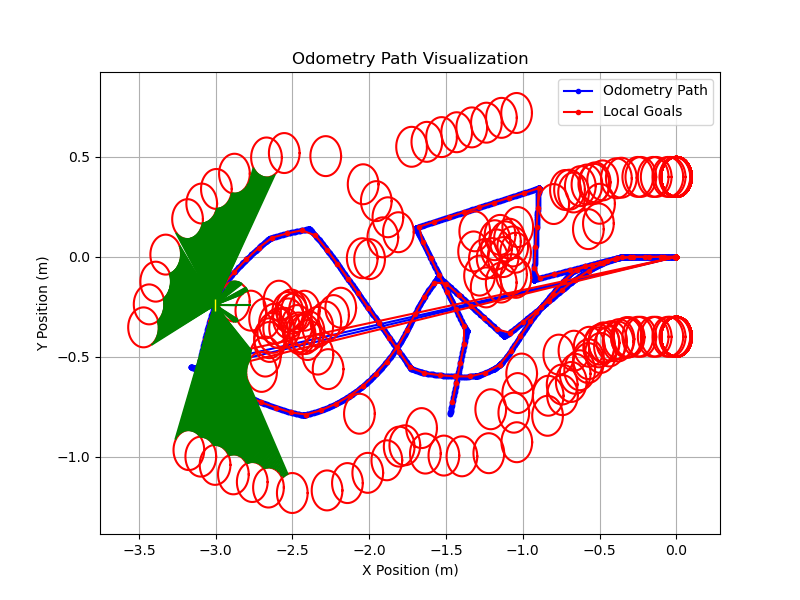 Odometry Path Visualization
Odometry Path
Local Goals
Y Position (m)
0.5
0.0
−0.5
−1.0
−3.5 −3.0 −2.5 −2.0 −1.5 −1.0 −0.5 0.0
X Position (m)